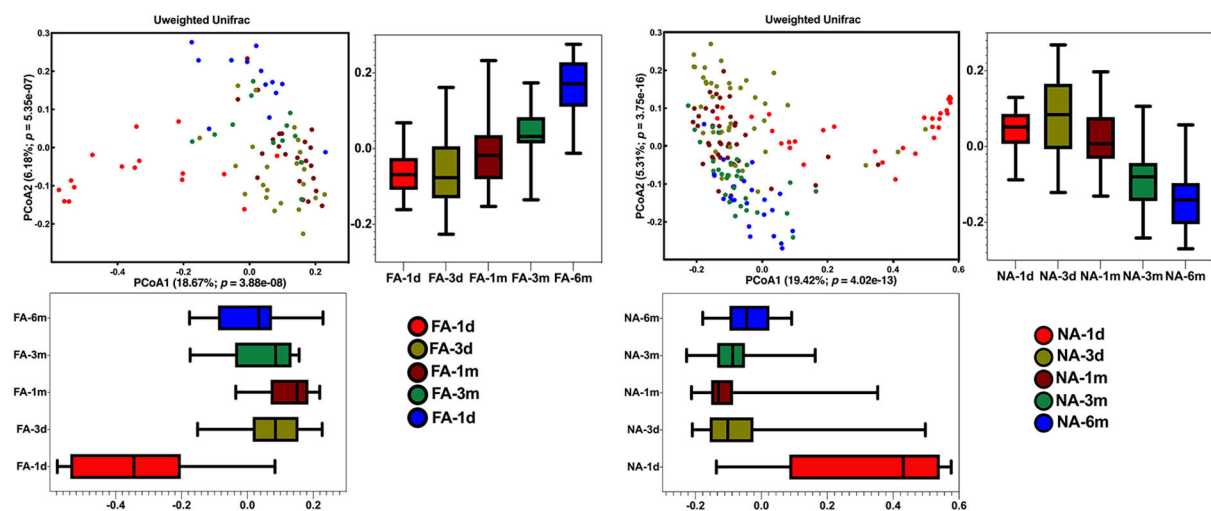 Uweighted Unifrac
PCoA2 (6.18%; p = 5.35e-07)
0.3
0.2
0.1
0.0
-0.1
-0.2
-0.4
-0.2
0.0
0.2
PCoA1 (18.67%; p = 3.88e-08)
0.2
0.0
-0.2
FA-1d
FA-3d
FA-1m
FA-3m
FA-6m
FA-6m
FA-3m
FA-1m
FA-3d
FA-1d
-0.4
-0.2
0.0
0.2
FA-1d
FA-3d
FA-1m
FA-3m
FA-1d
Uweighted Unifrac
PCoA2 (5.31%; p = 3.75e-16)
0.3
0.2
0.1
0.0
-0.1
-0.2
-0.2
0.0
0.2
0.4
0.6
PCoA1 (19.42%; p = 4.02e-13)
0.2
0.0
-0.2
NA-1d
NA-3d
NA-1m
NA-3m
NA-6m
NA-6m
NA-3m
NA-1m
NA-3d
NA-1d
-0.2
0.0
0.2
0.4
0.6
NA-1d
NA-3d
NA-1m
NA-3m
NA-6m